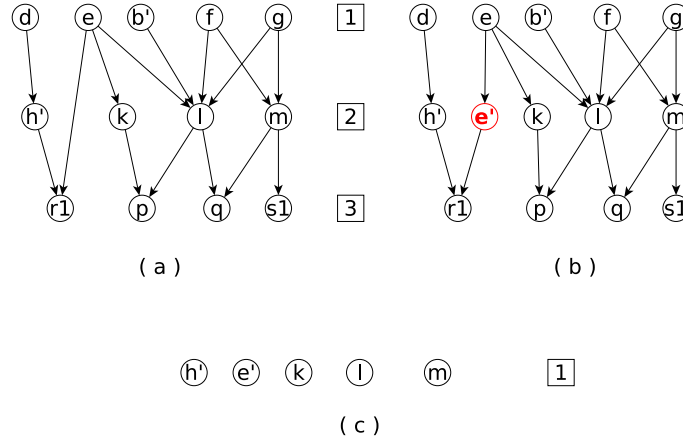 d e b' f g 1 d e b' f g
h' k l m 2 h' e' k l m
r1 p q s1 3 r1 p q s1
( a ) ( b )
h' e' k l m 1
( c )